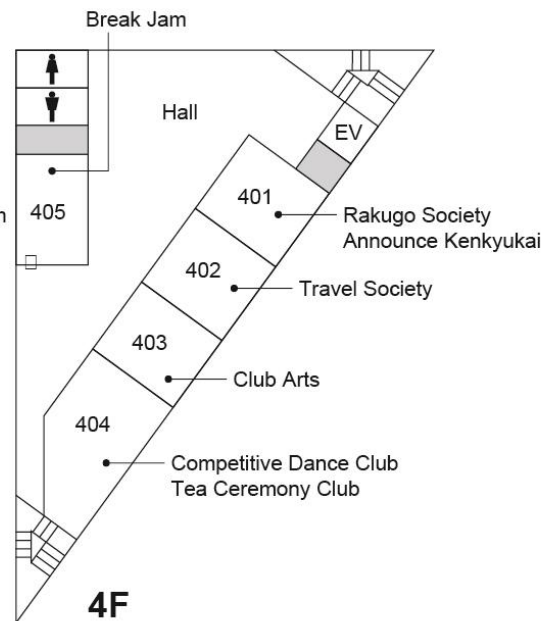 Break Jam
Hall
EV
401
405
Rakugo Society
Announce Kenkyukai
402
Travel Society
403
Club Arts
404
Competitive Dance Club
Tea Ceremony Club
4F